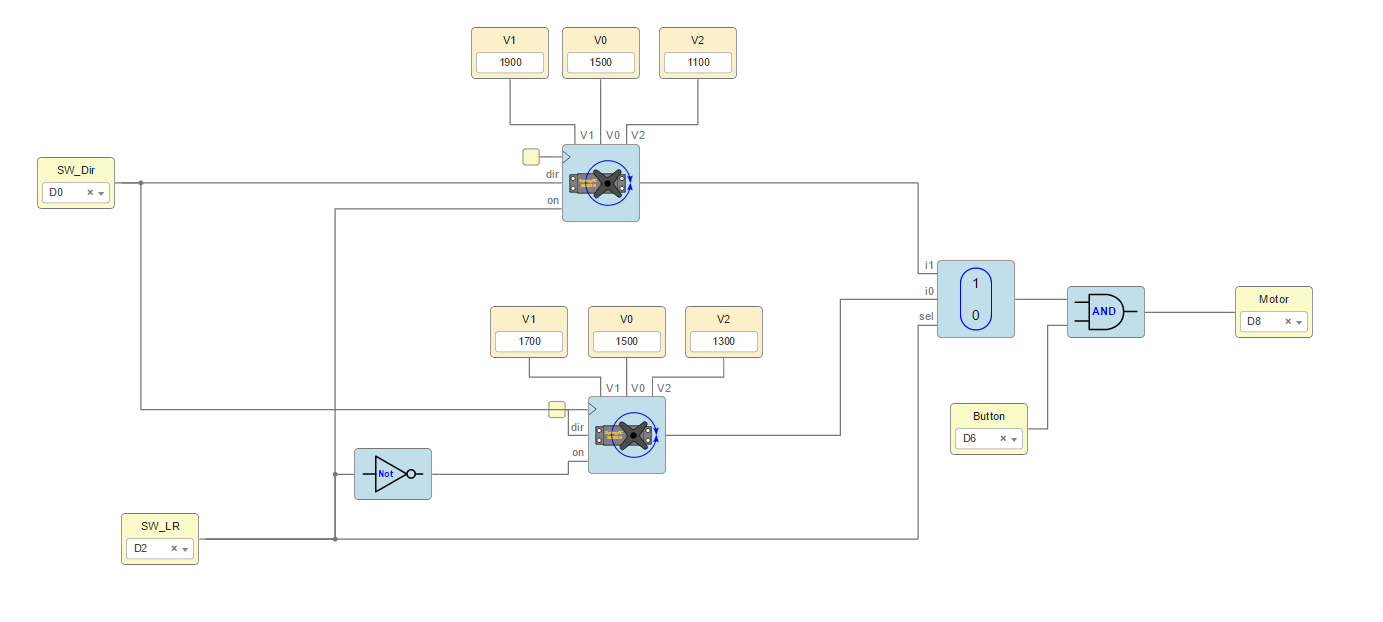 V1
V0
V2
1900
1500
1100
V1
V0
V2
SW_Dir
D0
dir
on
i1
i0
sel
1
0
AND
Motor
D8
V1
V0
V2
1700
1500
1300
V1
V0
V2
dir
on
Button
D6
Not
SW_LR
D2